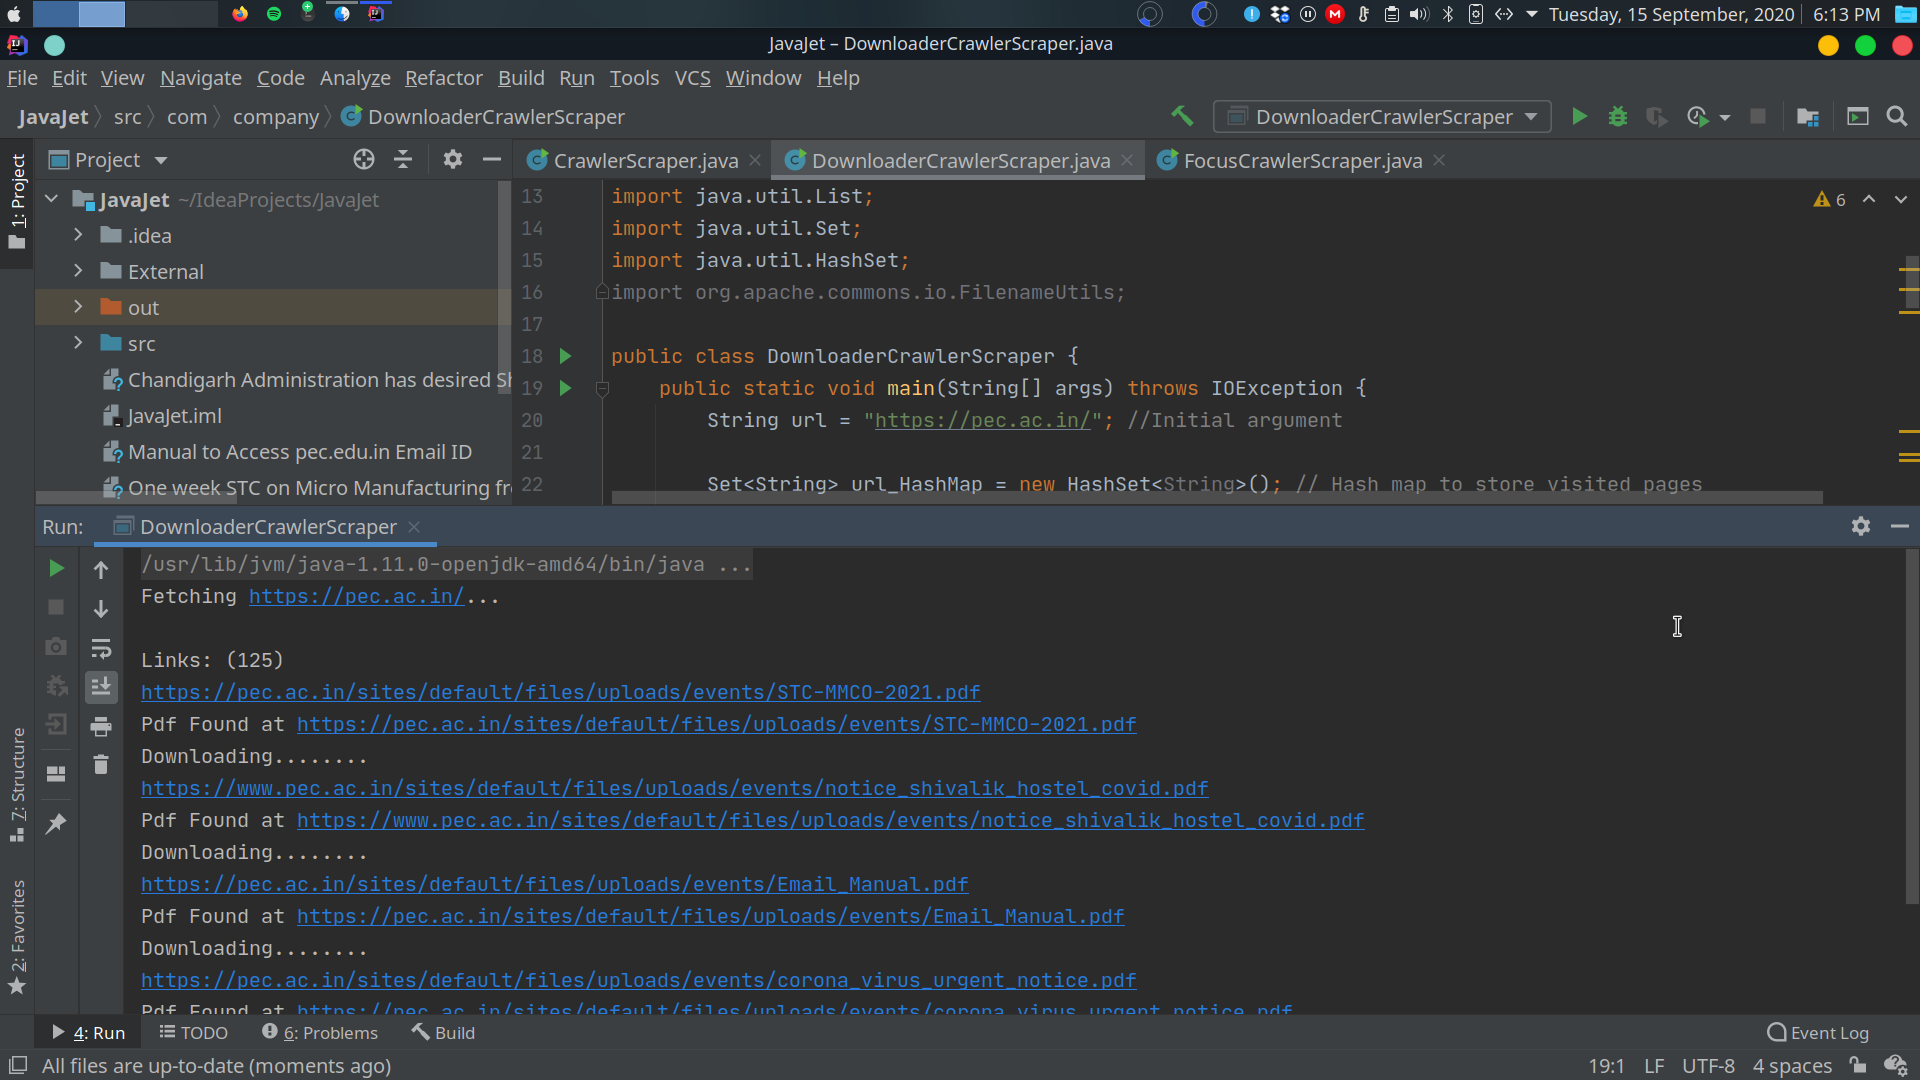 Tuesday, 15 September, 2020
6:13 PM
JavaJet – DownloaderCrawlerScraper.java
File Edit View Navigate Code Analyze Refactor Build Run Tools VCS Window Help
JavaJet src com company DownloaderCrawlerScraper
DownloaderCrawlerScraper
1: Project
Project
JavaJet ~/IdeaProjects/JavaJet
.idea
External
out
src
Chandigarh Administration has desired Sh
JavaJet.iml
Manual to Access pec.edu.in Email ID
One week STC on Micro Manufacturing fr
CrawlerScraper.java DownloaderCrawlerScraper.java FocusCrawlerScraper.java
6
13 import java.util.List;
14 import java.util.Set;
15 import java.util.HashSet;
16 import org.apache.commons.io.FilenameUtils;
17
18 public class DownloaderCrawlerScraper {
19 public static void main(String[] args) throws IOException {
20 String url = "https://pec.ac.in/"; //Initial argument
21
22 Set<String> url_HashMap = new HashSet<String>(); // Hash map to store visited pages
Run: DownloaderCrawlerScraper
/usr/lib/jvm/java-1.11.0-openjdk-amd64/bin/java ...
Fetching https://pec.ac.in/...
Links: (125)
https://pec.ac.in/sites/default/files/uploads/events/STC-MMCO-2021.pdf
Pdf Found at https://pec.ac.in/sites/default/files/uploads/events/STC-MMCO-2021.pdf
Downloading........
https://www.pec.ac.in/sites/default/files/uploads/events/notice_shivalik_hostel_covid.pdf
Pdf Found at https://www.pec.ac.in/sites/default/files/uploads/events/notice_shivalik_hostel_covid.pdf
Downloading........
https://pec.ac.in/sites/default/files/uploads/events/Email_Manual.pdf
Pdf Found at https://pec.ac.in/sites/default/files/uploads/events/Email_Manual.pdf
Downloading........
https://pec.ac.in/sites/default/files/uploads/events/corona_virus_urgent_notice.pdf
Pdf Found at https://pec.ac.in/sites/default/files/uploads/events/corona_virus_urgent_notice.pdf
7: Structure
2: Favorites
4: Run TODO 6: Problems Build
Event Log
All files are up-to-date (moments ago)
19:1 LF UTF-8 4 spaces